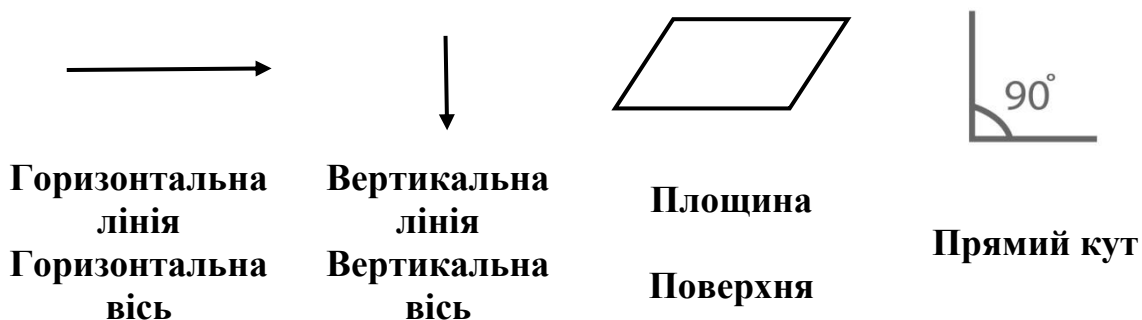 90°
Горизонтальна
лінія
Горизонтальна
вісь
Вертикальна
лінія
Вертикальна
вісь
Площина
Поверхня
Прямий кут